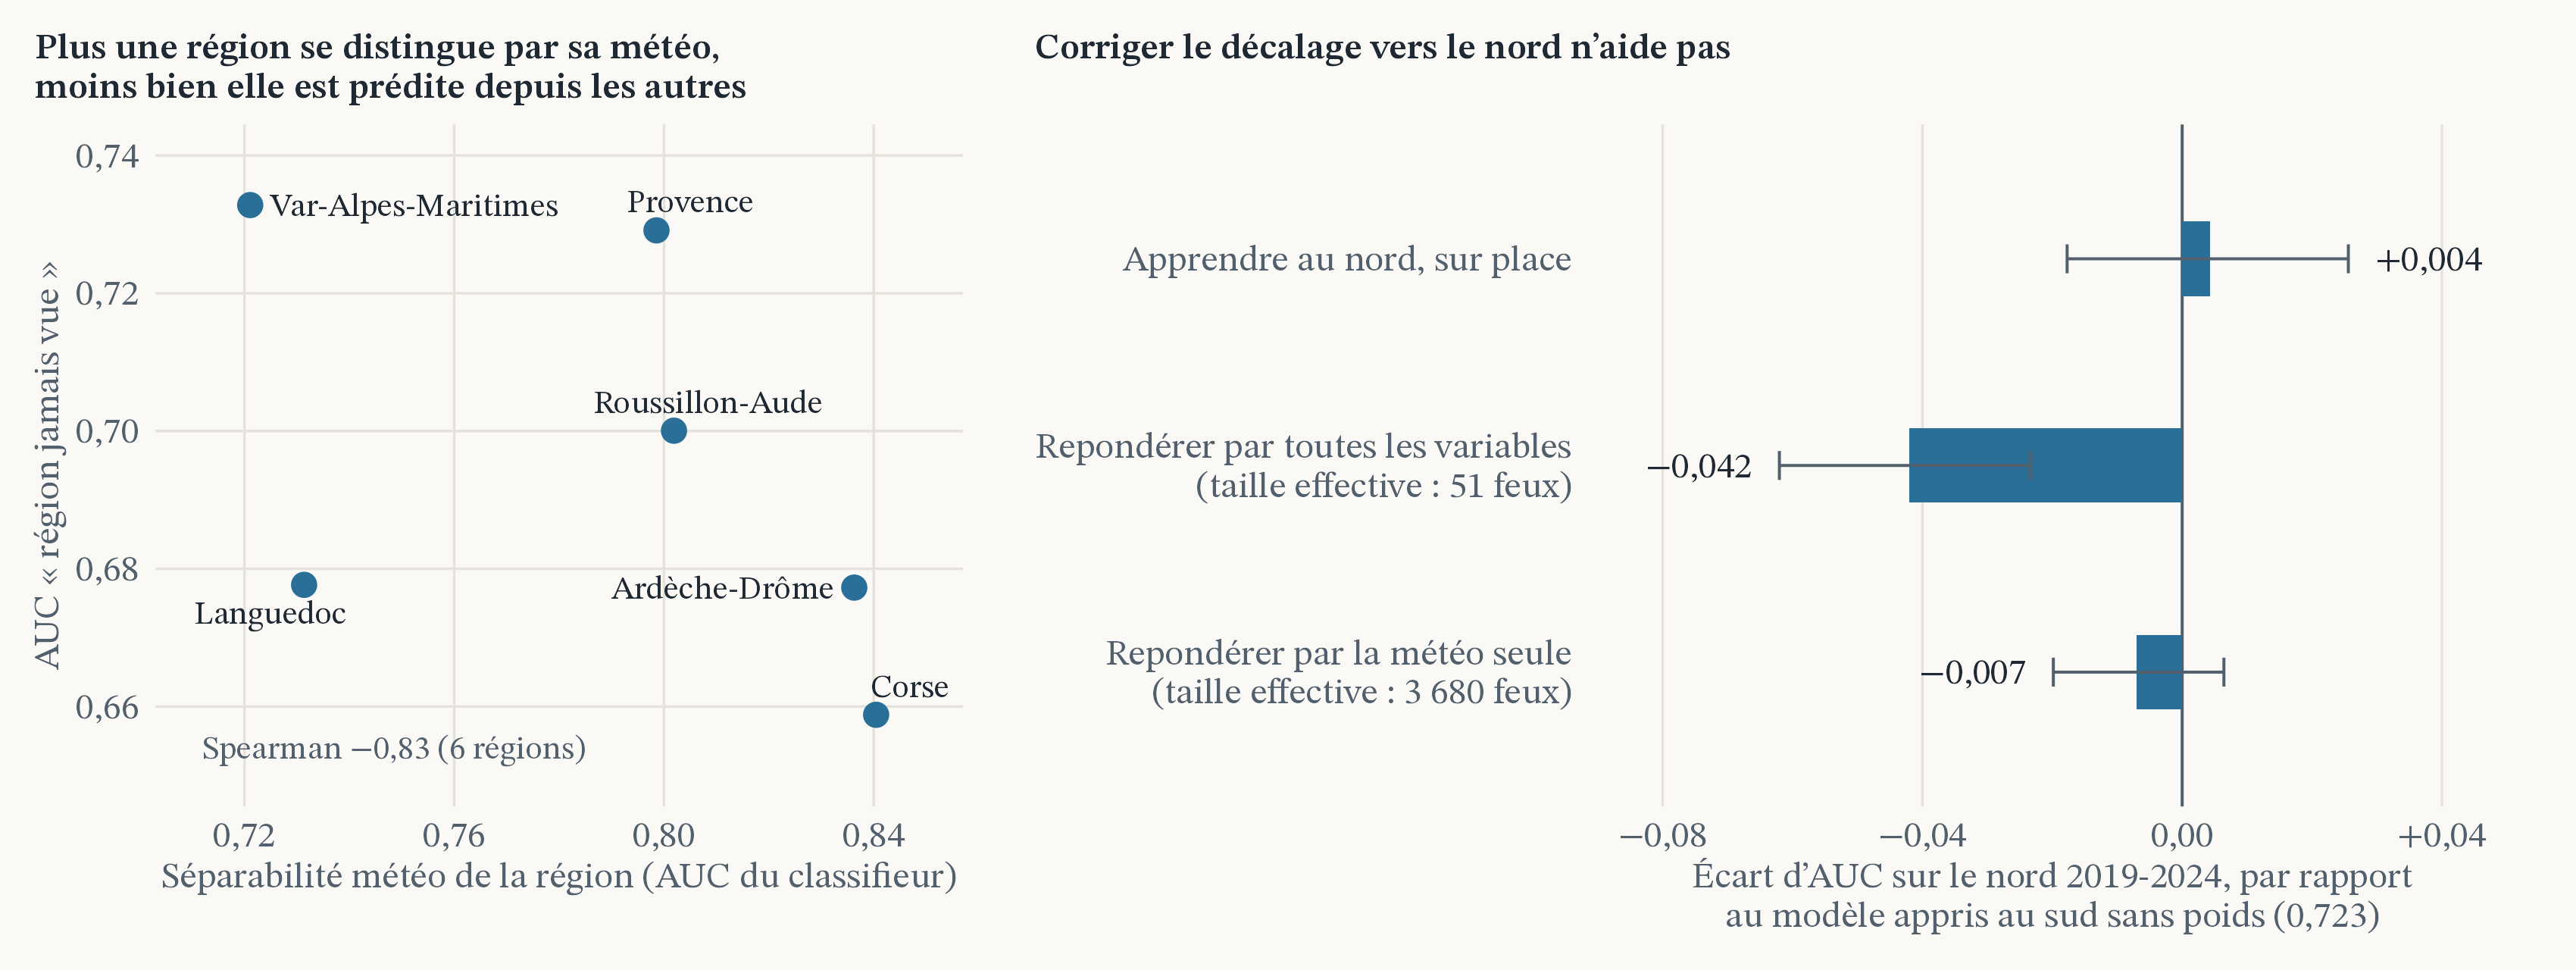 Plus une région se distingue par sa météo,
moins bien elle est prédite depuis les autres
0,74
0,72
0,70
0,68
0,66
AUC « région jamais vue »
Var-Alpes-Maritimes
Provence
Roussillon-Aude
Languedoc
Ardèche-Drôme
Corse
Spearman −0,83 (6 régions)
0,72
0,76
0,80
0,84
Séparabilité météo de la région (AUC du classifieur)
Corriger le décalage vers le nord n’aide pas
Apprendre au nord, sur place
+0,004
Repondérer par toutes les variables
(taille effective : 51 feux)
−0,042
Repondérer par la météo seule
(taille effective : 3 680 feux)
−0,007
−0,08
−0,04
0,00
+0,04
Écart d’AUC sur le nord 2019-2024, par rapport
au modèle appris au sud sans poids (0,723)